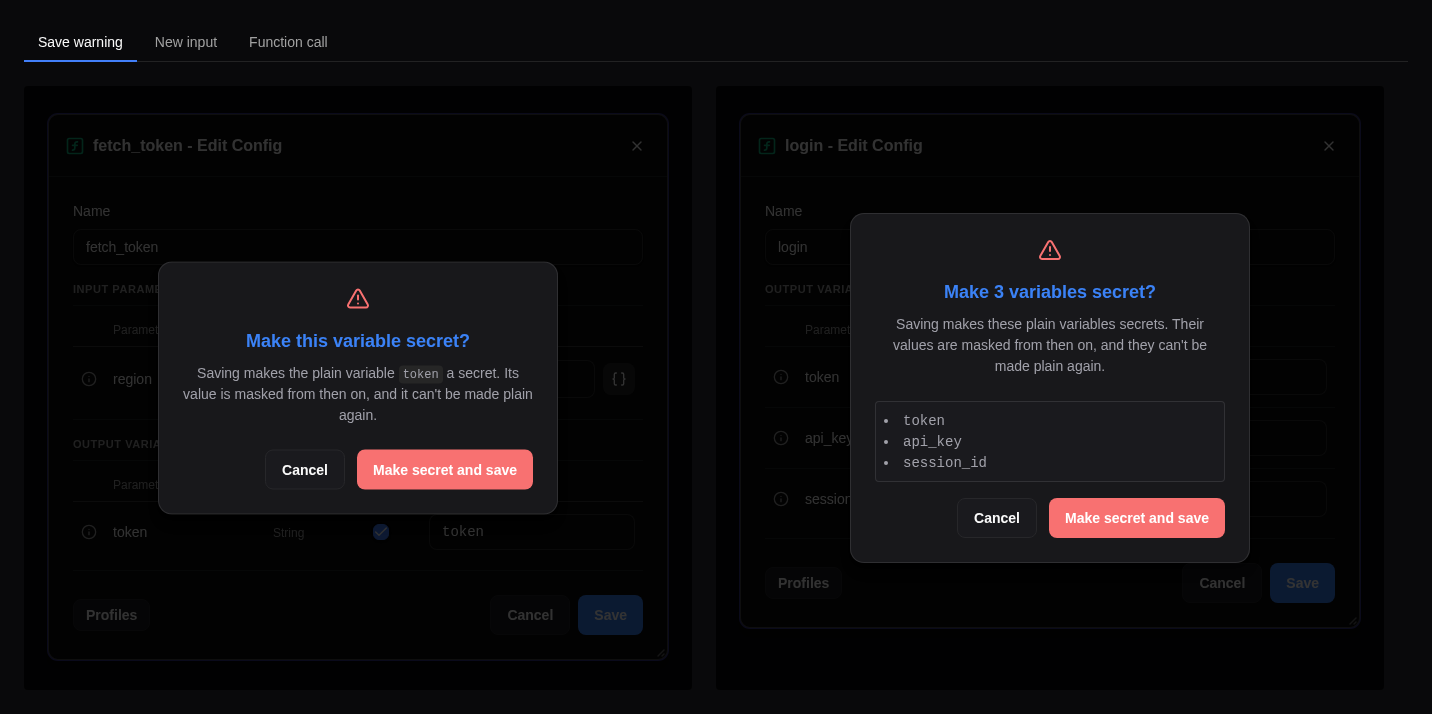 Save warning
New input
Function call
fetch_token - Edit Config
Name
fetch_token
INPUT PARAME
Paramet
region
{}
OUTPUT VARIA
Paramet
token
String
token
Profiles
Cancel
Save
Make this variable secret?
Saving makes the plain variable token a secret. Its
value is masked from then on, and it can't be made plain
again.
Cancel
Make secret and save
login - Edit Config
Name
login
OUTPUT VARIA
Paramet
token
api_key
session
Profiles
Cancel
Save
Make 3 variables secret?
Saving makes these plain variables secrets. Their
values are masked from then on, and they can't be
made plain again.
• token
• api_key
• session_id
Cancel
Make secret and save